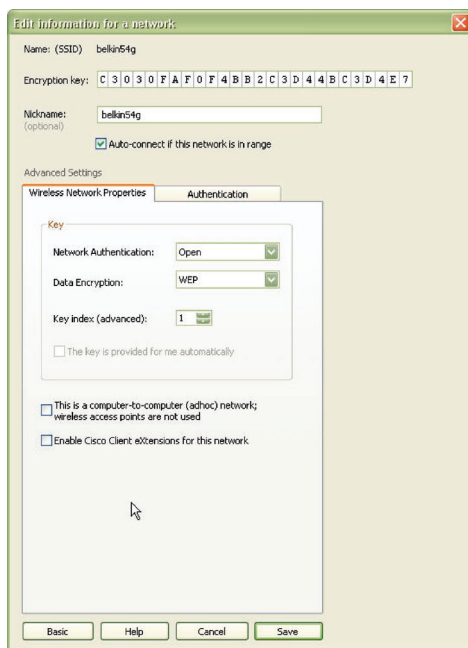 Edit information for a network
Name: (SSID) belkin54g
Encryption key: C 3 0 3 0 F A F 0 F 4 B B 2 C 3 D 4 4 B C 3 D 4 E 7
Nickname: belkin54g
(optional)
Auto-connect if this network is in range
Advanced Settings
Wireless Network Properties Authentication
Key
Network Authentication: Open
Data Encryption: WEP
Key index (advanced): 1
The key is provided for me automatically
This is a computer-to-computer (adhoc) network;
wireless access points are not used
Enable Cisco Client eXtensions for this network
Basic Help Cancel Save